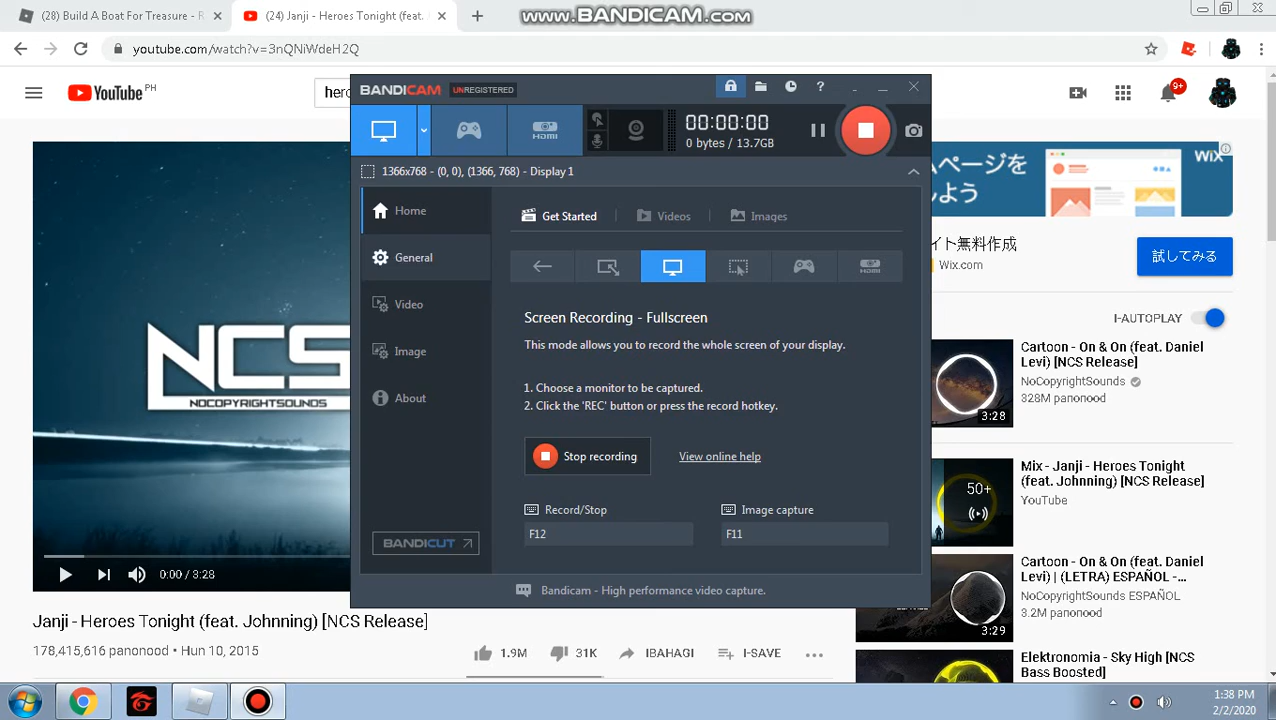 (28) Build A Boat For Treasure - R
(24) Janji - Heroes Tonight (feat.
www.BANDICAM.com
youtube.com/watch?v=3nQNiWdeH2Q
YouTube PH
hero
9+
BANDICAM UNREGISTERED
00:00:00
0 bytes / 13.7GB
HDMI
1366x768 - (0, 0), (1366, 768) - Display 1
Home
General
Video
Image
About
BANDICUT
Get Started
Videos
Images
HDMI
Screen Recording - Fullscreen
This mode allows you to record the whole screen of your display.
1. Choose a monitor to be captured.
2. Click the 'REC' button or press the record hotkey.
Stop recording
View online help
Record/Stop
F12
Image capture
F11
Bandicam - High performance video capture.
NCS
NOCOPYRIGHTSOUNDS
0:00 / 3:28
Janji - Heroes Tonight (feat. Johnning) [NCS Release]
178,415,616 panonood • Hun 10, 2015
1.9M
31K
IBAHAGI
I-SAVE
ムページを
しよう
WIX
イト無料作成
Wix.com
試してみる
I-AUTOPLAY
Cartoon - On & On (feat. Daniel
Levi) [NCS Release]
NoCopyrightSounds
328M panonood
3:28
Mix - Janji - Heroes Tonight
(feat. Johnning) [NCS Release]
YouTube
50+
Cartoon - On & On (feat. Daniel
Levi) | (LETRA) ESPAÑOL -...
NoCopyrightSounds ESPAÑOL
3.2M panonood
3:29
Elektronomia - Sky High [NCS
Bass Boosted]
1:38 PM
2/2/2020